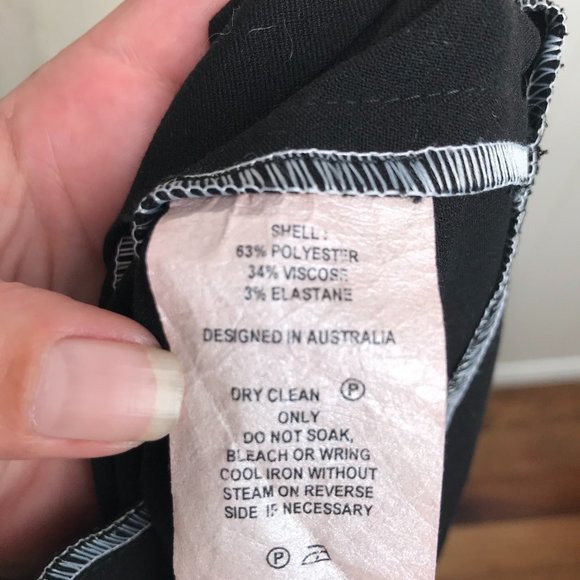 SHELL:
63% POLYESTER
34% VISCOSE
3% ELASTANE
DESIGNED IN AUSTRALIA
DRY CLEAN Ⓟ
ONLY
DO NOT SOAK,
BLEACH OR WRING
COOL IRON WITHOUT
STEAM ON REVERSE
SIDE IF NECESSARY
Ⓟ